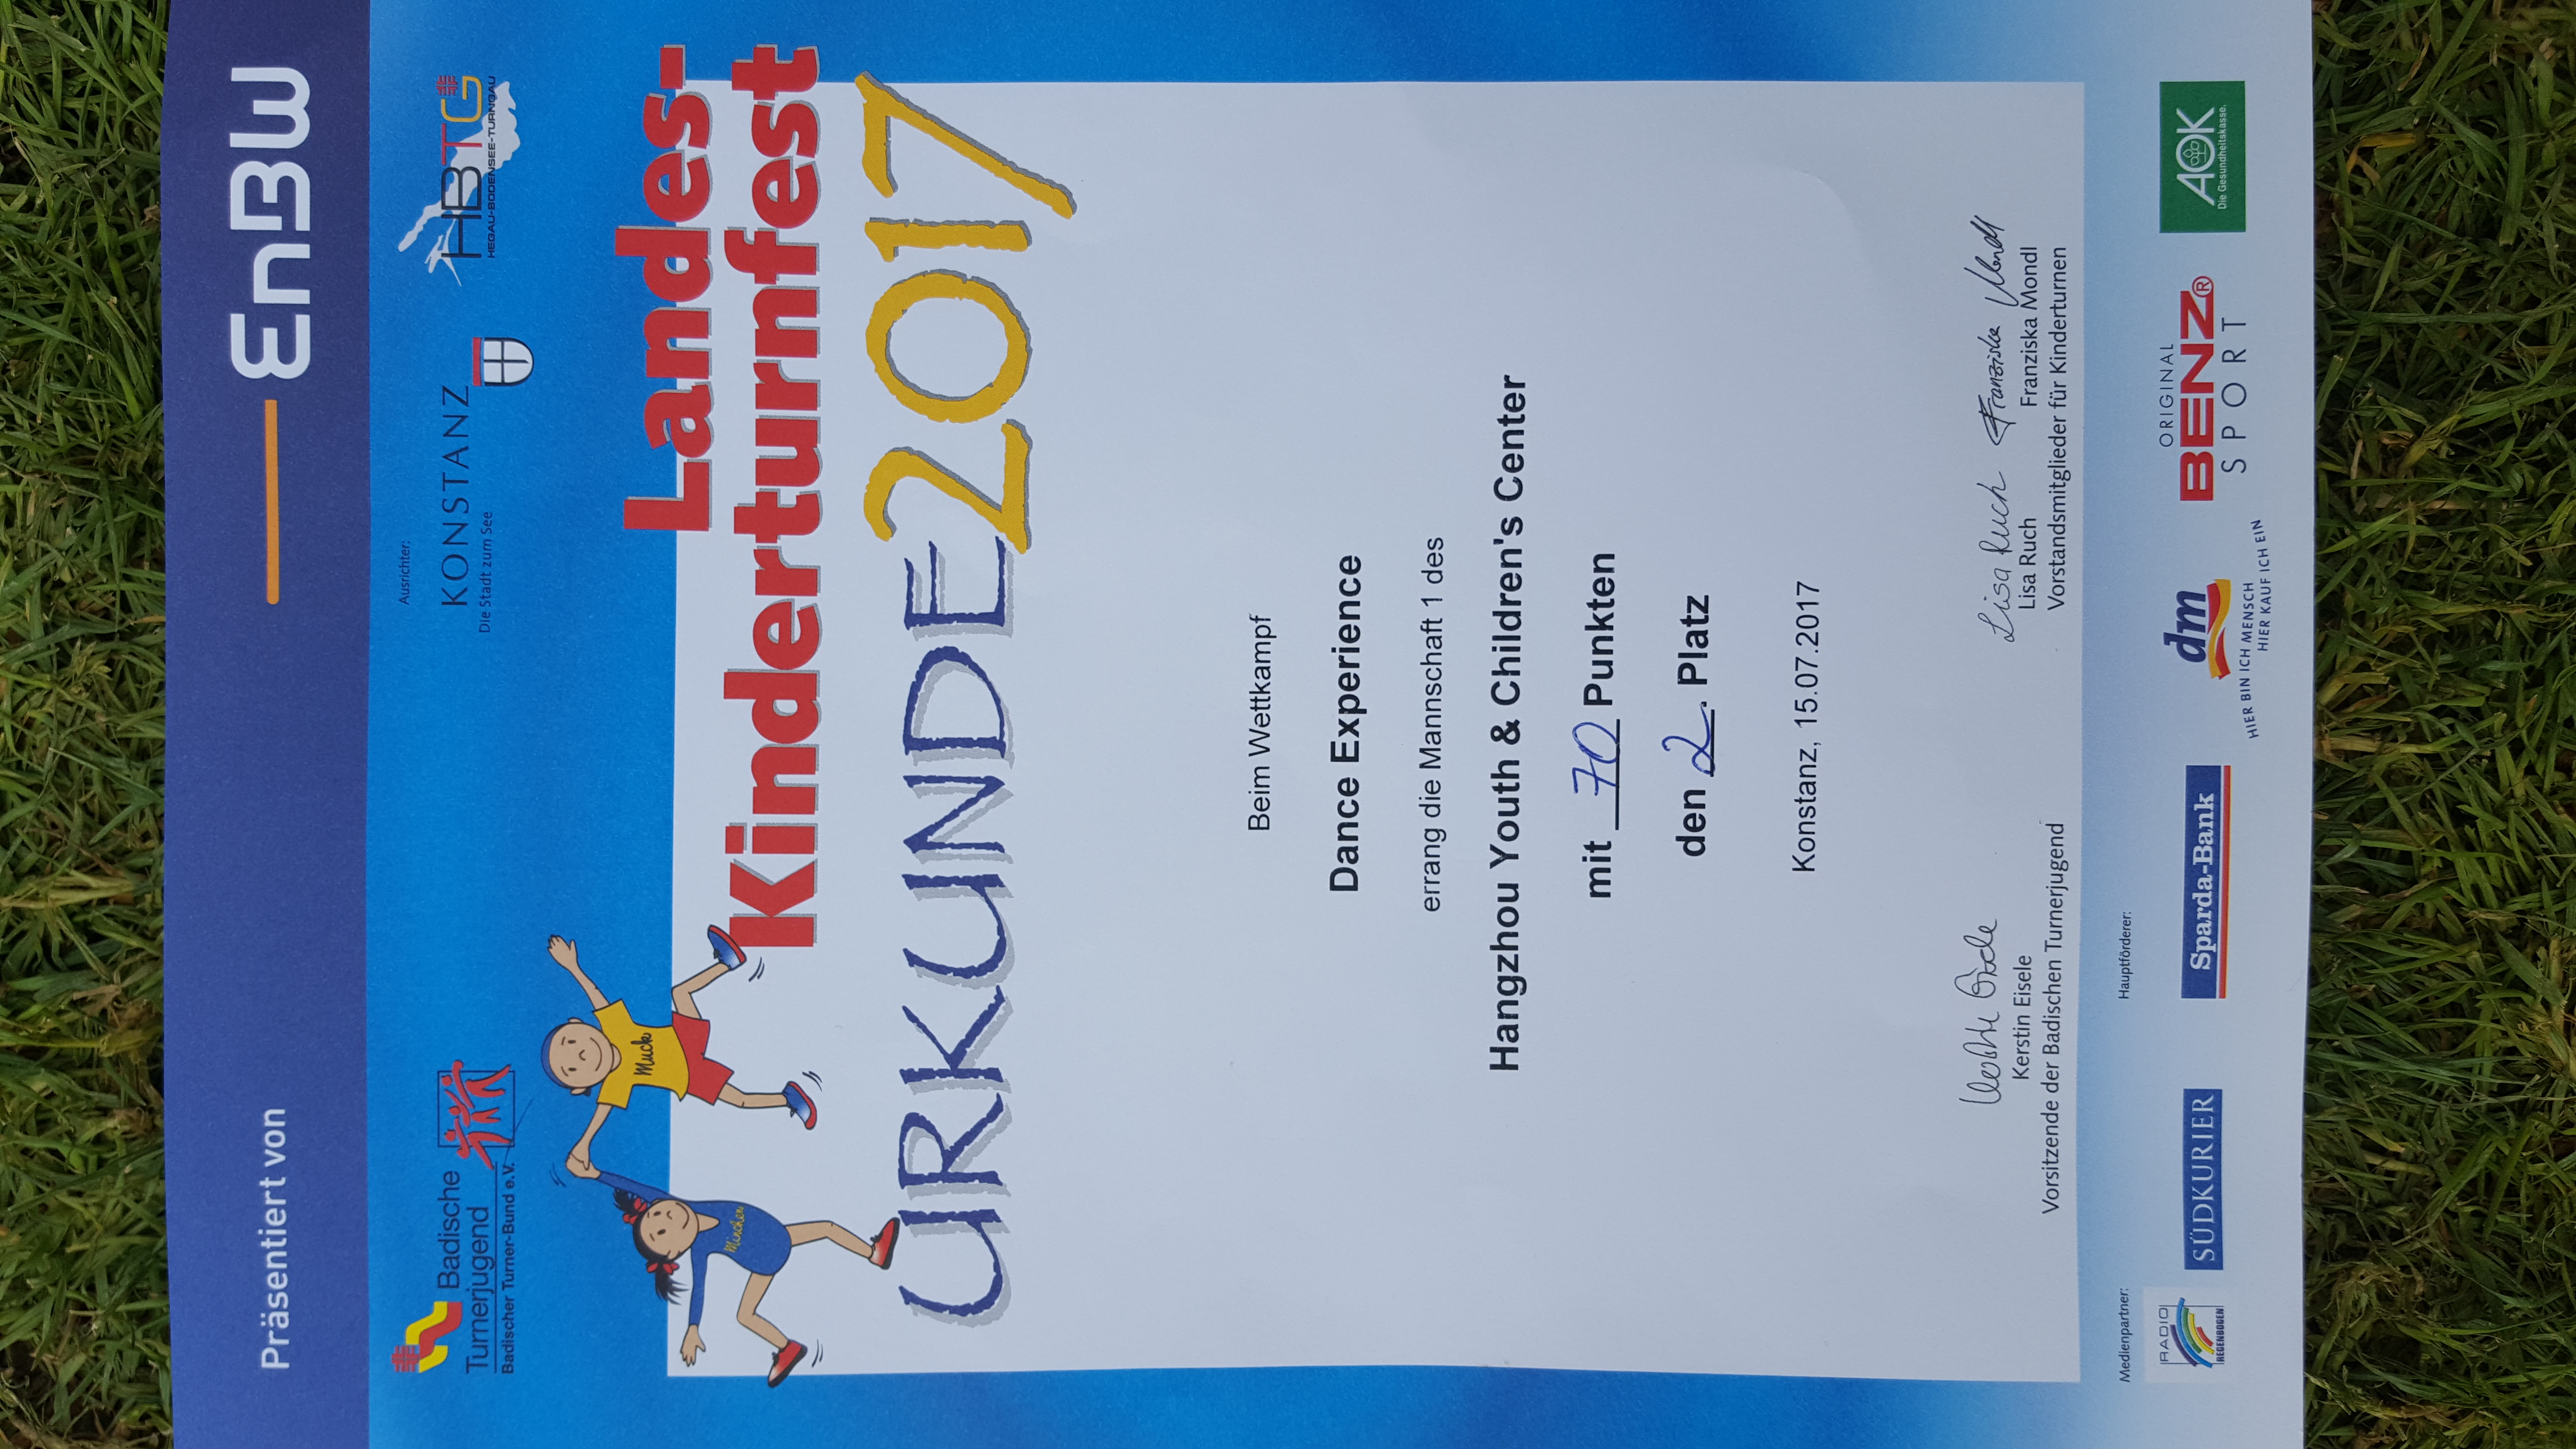 Präsentiert von
EnBW
Badische
Turnerjugend
Badischer Turner-Bund e.V.
Ausrichter:
KONSTANZ
Die Stadt zum See
HBTG
HEGAU-BODENSEE-TURNGAU
Muck
Minchen
Landes-
Kinderturnfest
URKUNDE 2017
Beim Wettkampf
Dance Experience
errang die Mannschaft 1 des
Hangzhou Youth & Children's Center
mit 70 Punkten
den 2. Platz
Konstanz, 15.07.2017
Kerstin Eisele
Lisa Ruch Franziska Mondl
Kerstin Eisele
Vorsitzende der Badischen Turnerjugend
Lisa Ruch Franziska Mondl
Vorstandsmitglieder für Kinderturnen
Medienpartner:
Hauptförderer:
RADIO
REGENBOGEN
SÜDKURIER
Sparda-Bank
dm
HIER BIN ICH MENSCH
HIER KAUF ICH EIN
ORIGINAL
BENZ®
SPORT
AOK
Die Gesundheitskasse.